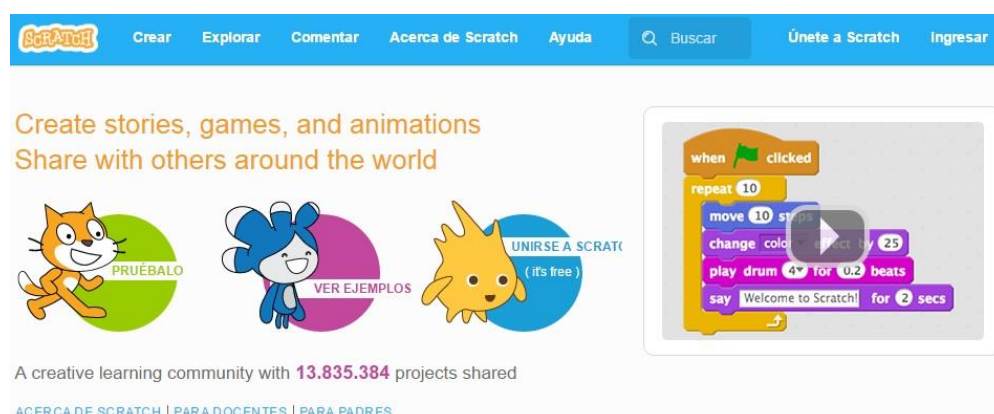 SCRATCH Crear Explorar Comentar Acerca de Scratch Ayuda Buscar Únete a Scratch Ingresar
Create stories, games, and animations
Share with others around the world
PRUÉBALO
VER EJEMPLOS
UNIRSE A SCRATC
( it's free )
when clicked
repeat 10
move 10 steps
change color effect by 25
play drum 4 for 0.2 beats
say Welcome to Scratch! for 2 secs
A creative learning community with 13.835.384 projects shared
ACERCA DE SCRATCH | PARA DOCENTES | PARA PADRES